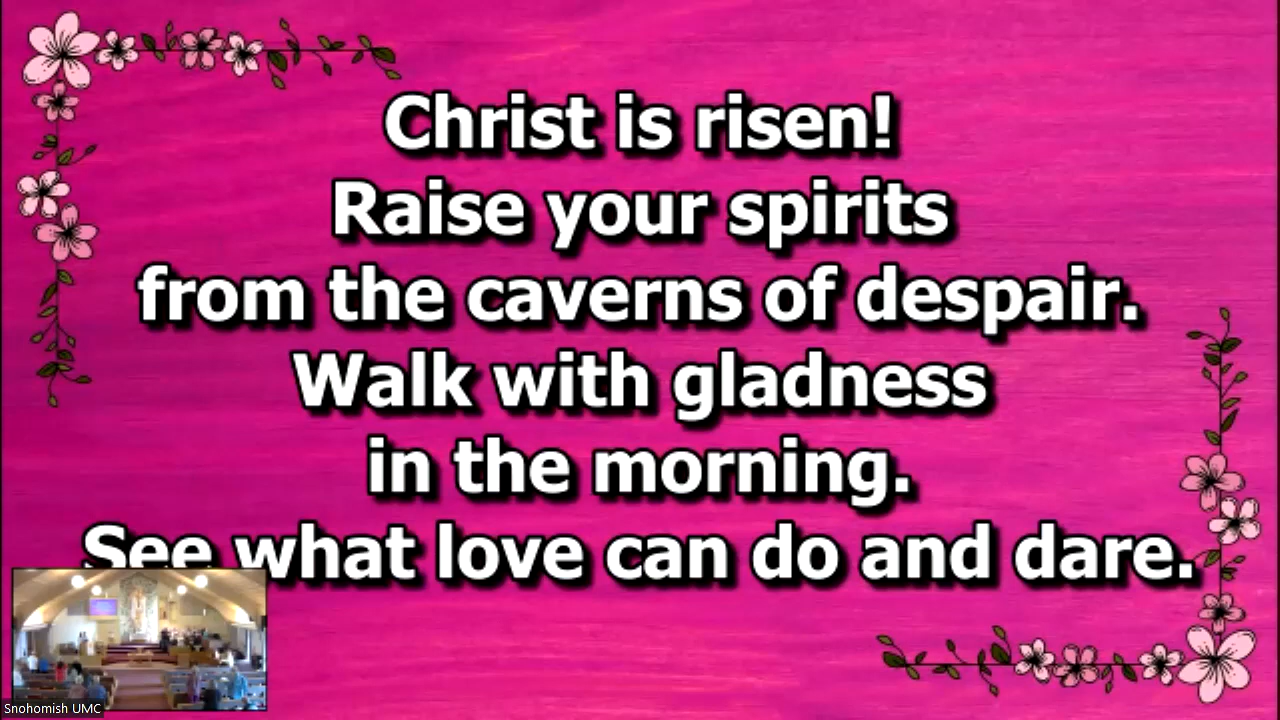 Christ is risen!
Raise your spirits
from the caverns of despair.
Walk with gladness
in the morning.
See what love can do and dare.
Snohomish UMC